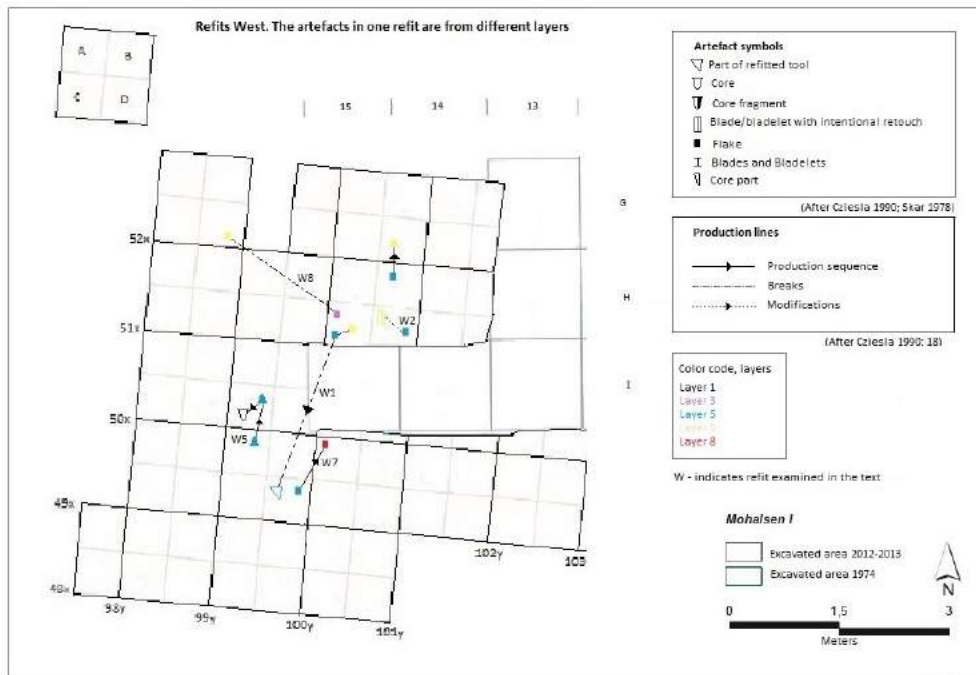 Refits West. The artefacts in one refit are from different layers
A
B
C
D
15
14
13
G
H
I
52x
51x
50x
49x
48x
98y
99y
100y
101y
102y
103
W8
W2
W1
W5
W7
Artefact symbols
Part of refitted tool
Core
Core fragment
Blade/bladelet with intentional retouch
Flake
Blades and Bladelets
Core part
(After Cziesla 1990; Skar 1978)
Production lines
Production sequence
Breaks
Modifications
(After Cziesla 1990: 18)
Color code, layers
Layer 1
Layer 3
Layer 5
Layer 8
W - indicates refit examined in the text
Mohalsen I
Excavated area 2012-2013
Excavated area 1974
N
0
1,5
3
Meters